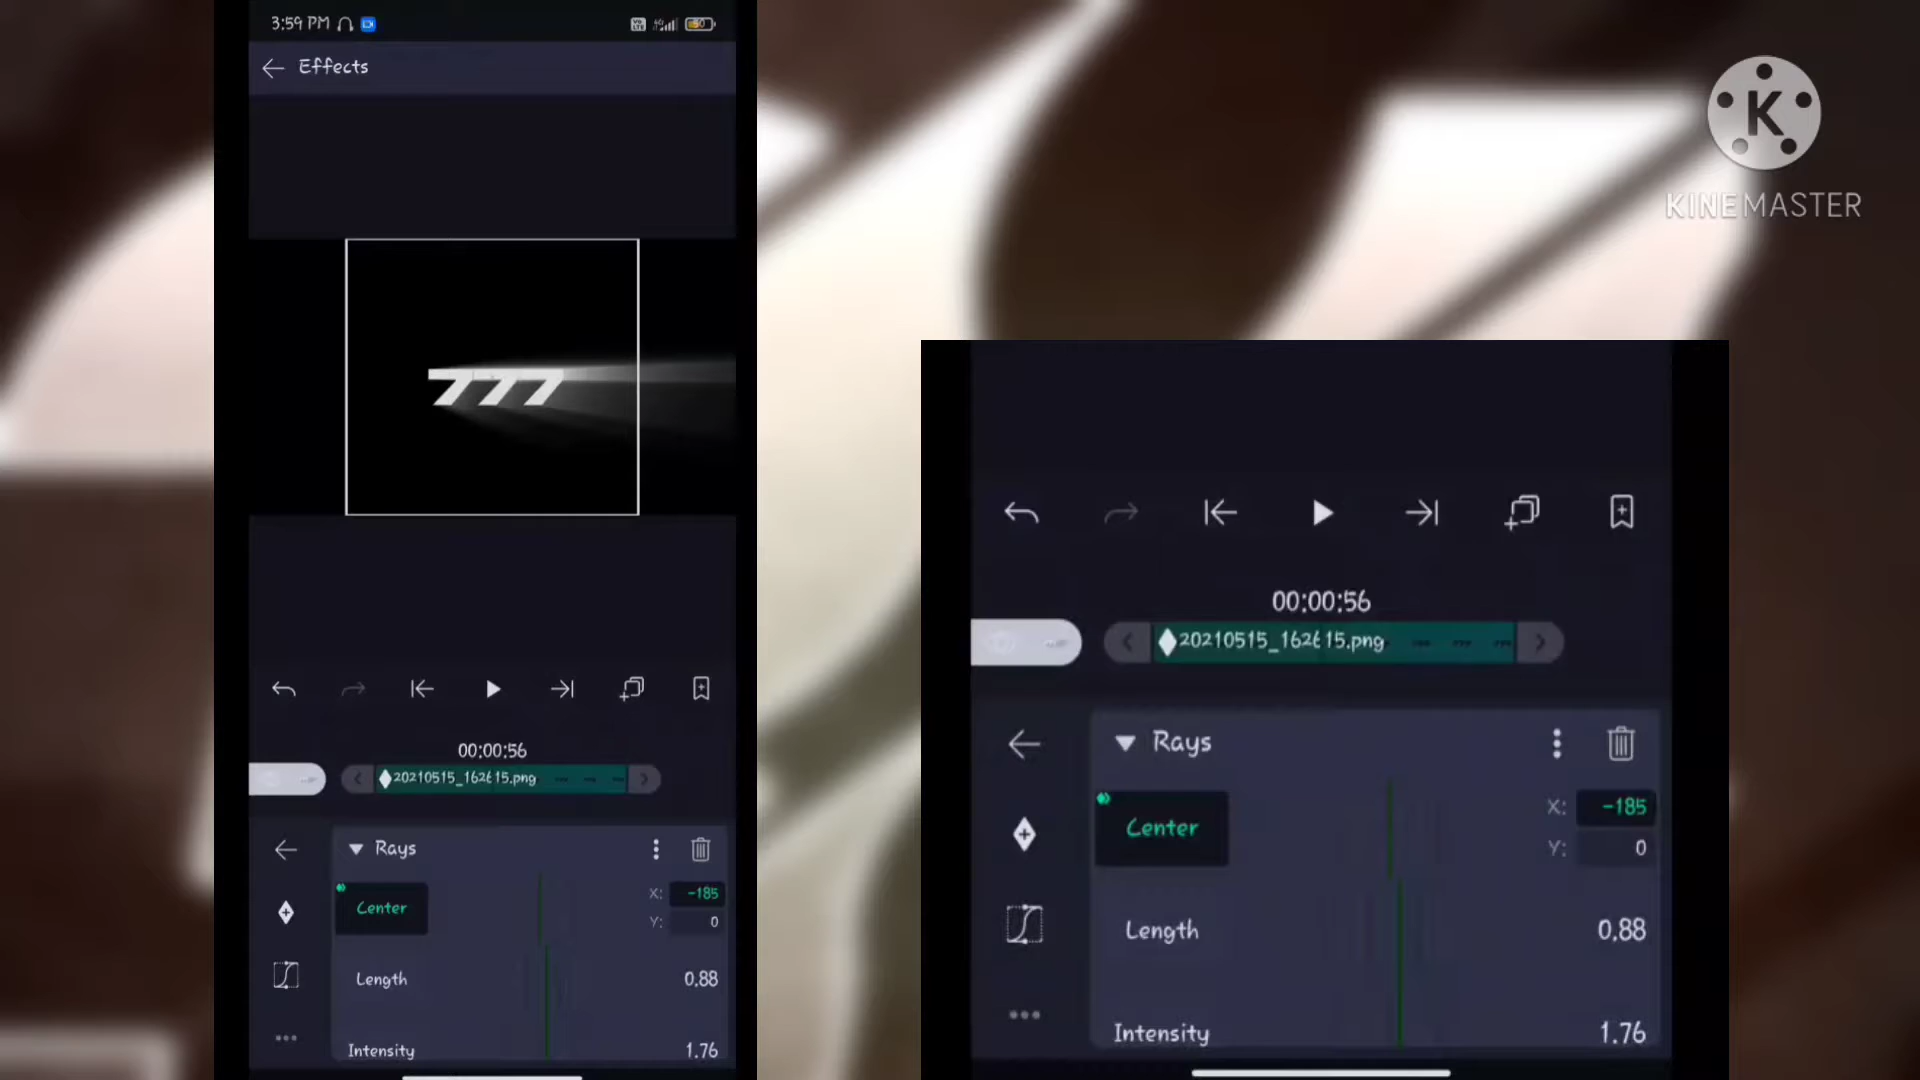 3:59 PM
50
Effects
777
00:00:56
20210515_162615.png
Rays
Center
X: -185
Y: 0
Length
0.88
Intensity
1.76
K
KINEMASTER
00:00:56
20210515_162615.png
Rays
Center
X: -185
Y: 0
Length
0.88
Intensity
1.76